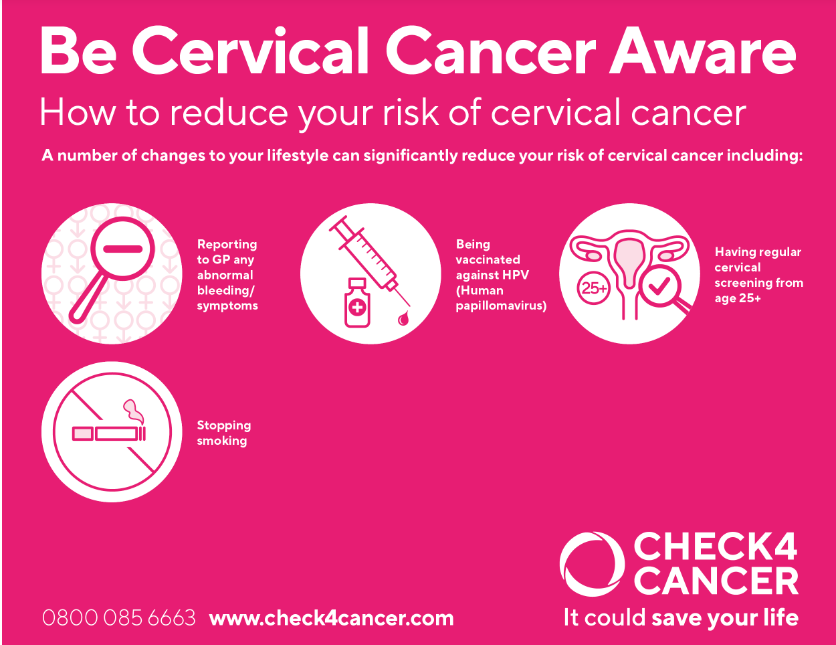 Be Cervical Cancer Aware
How to reduce your risk of cervical cancer
A number of changes to your lifestyle can significantly reduce your risk of cervical cancer including:
Reporting
to GP any
abnormal
bleeding/
symptoms
Being
vaccinated
against HPV
(Human
papillomavirus)
25+
Having regular
cervical
screening from
age 25+
Stopping
smoking
CHECK4
CANCER
It could save your life
0800 085 6663 www.check4cancer.com